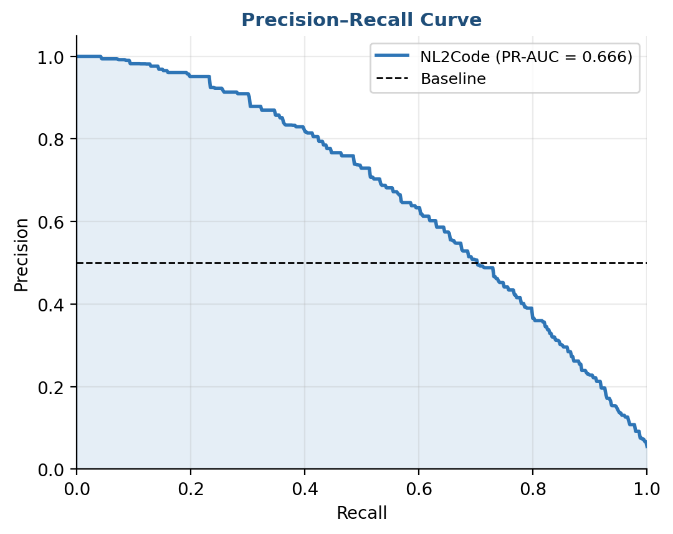 Precision–Recall Curve
NL2Code (PR-AUC = 0.666)
Baseline
1.0
0.8
0.6
0.4
0.2
0.0
Precision
0.0 0.2 0.4 0.6 0.8 1.0
Recall